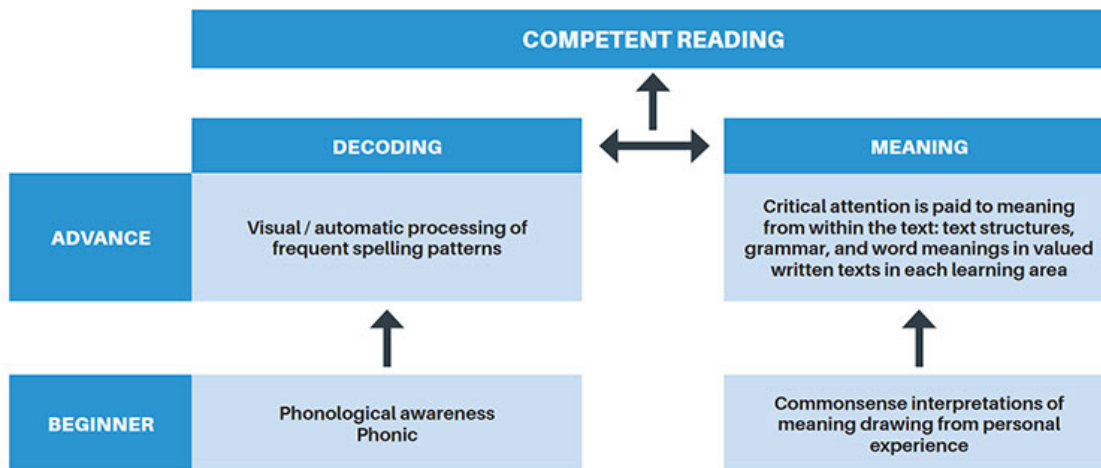 COMPETENT READING
DECODING
MEANING
ADVANCE
Visual / automatic processing of
frequent spelling patterns
Critical attention is paid to meaning
from within the text: text structures,
grammar, and word meanings in valued
written texts in each learning area
BEGINNER
Phonological awareness
Phonic
Commonsense interpretations of
meaning drawing from personal
experience